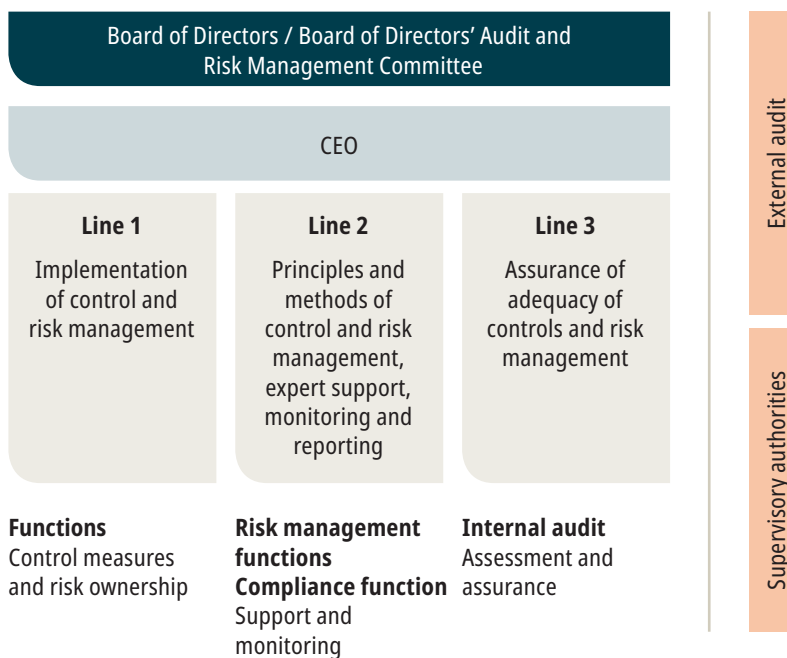 Board of Directors / Board of Directors’ Audit and
Risk Management Committee
CEO
Line 1
Implementation
of control and
risk management
Line 2
Principles and
methods of
control and risk
management,
expert support,
monitoring and
reporting
Line 3
Assurance of
adequacy of
controls and risk
management
Functions
Control measures
and risk ownership
Risk management
functions
Compliance function
Support and
monitoring
Internal audit
Assessment and
assurance
External audit
Supervisory authorities